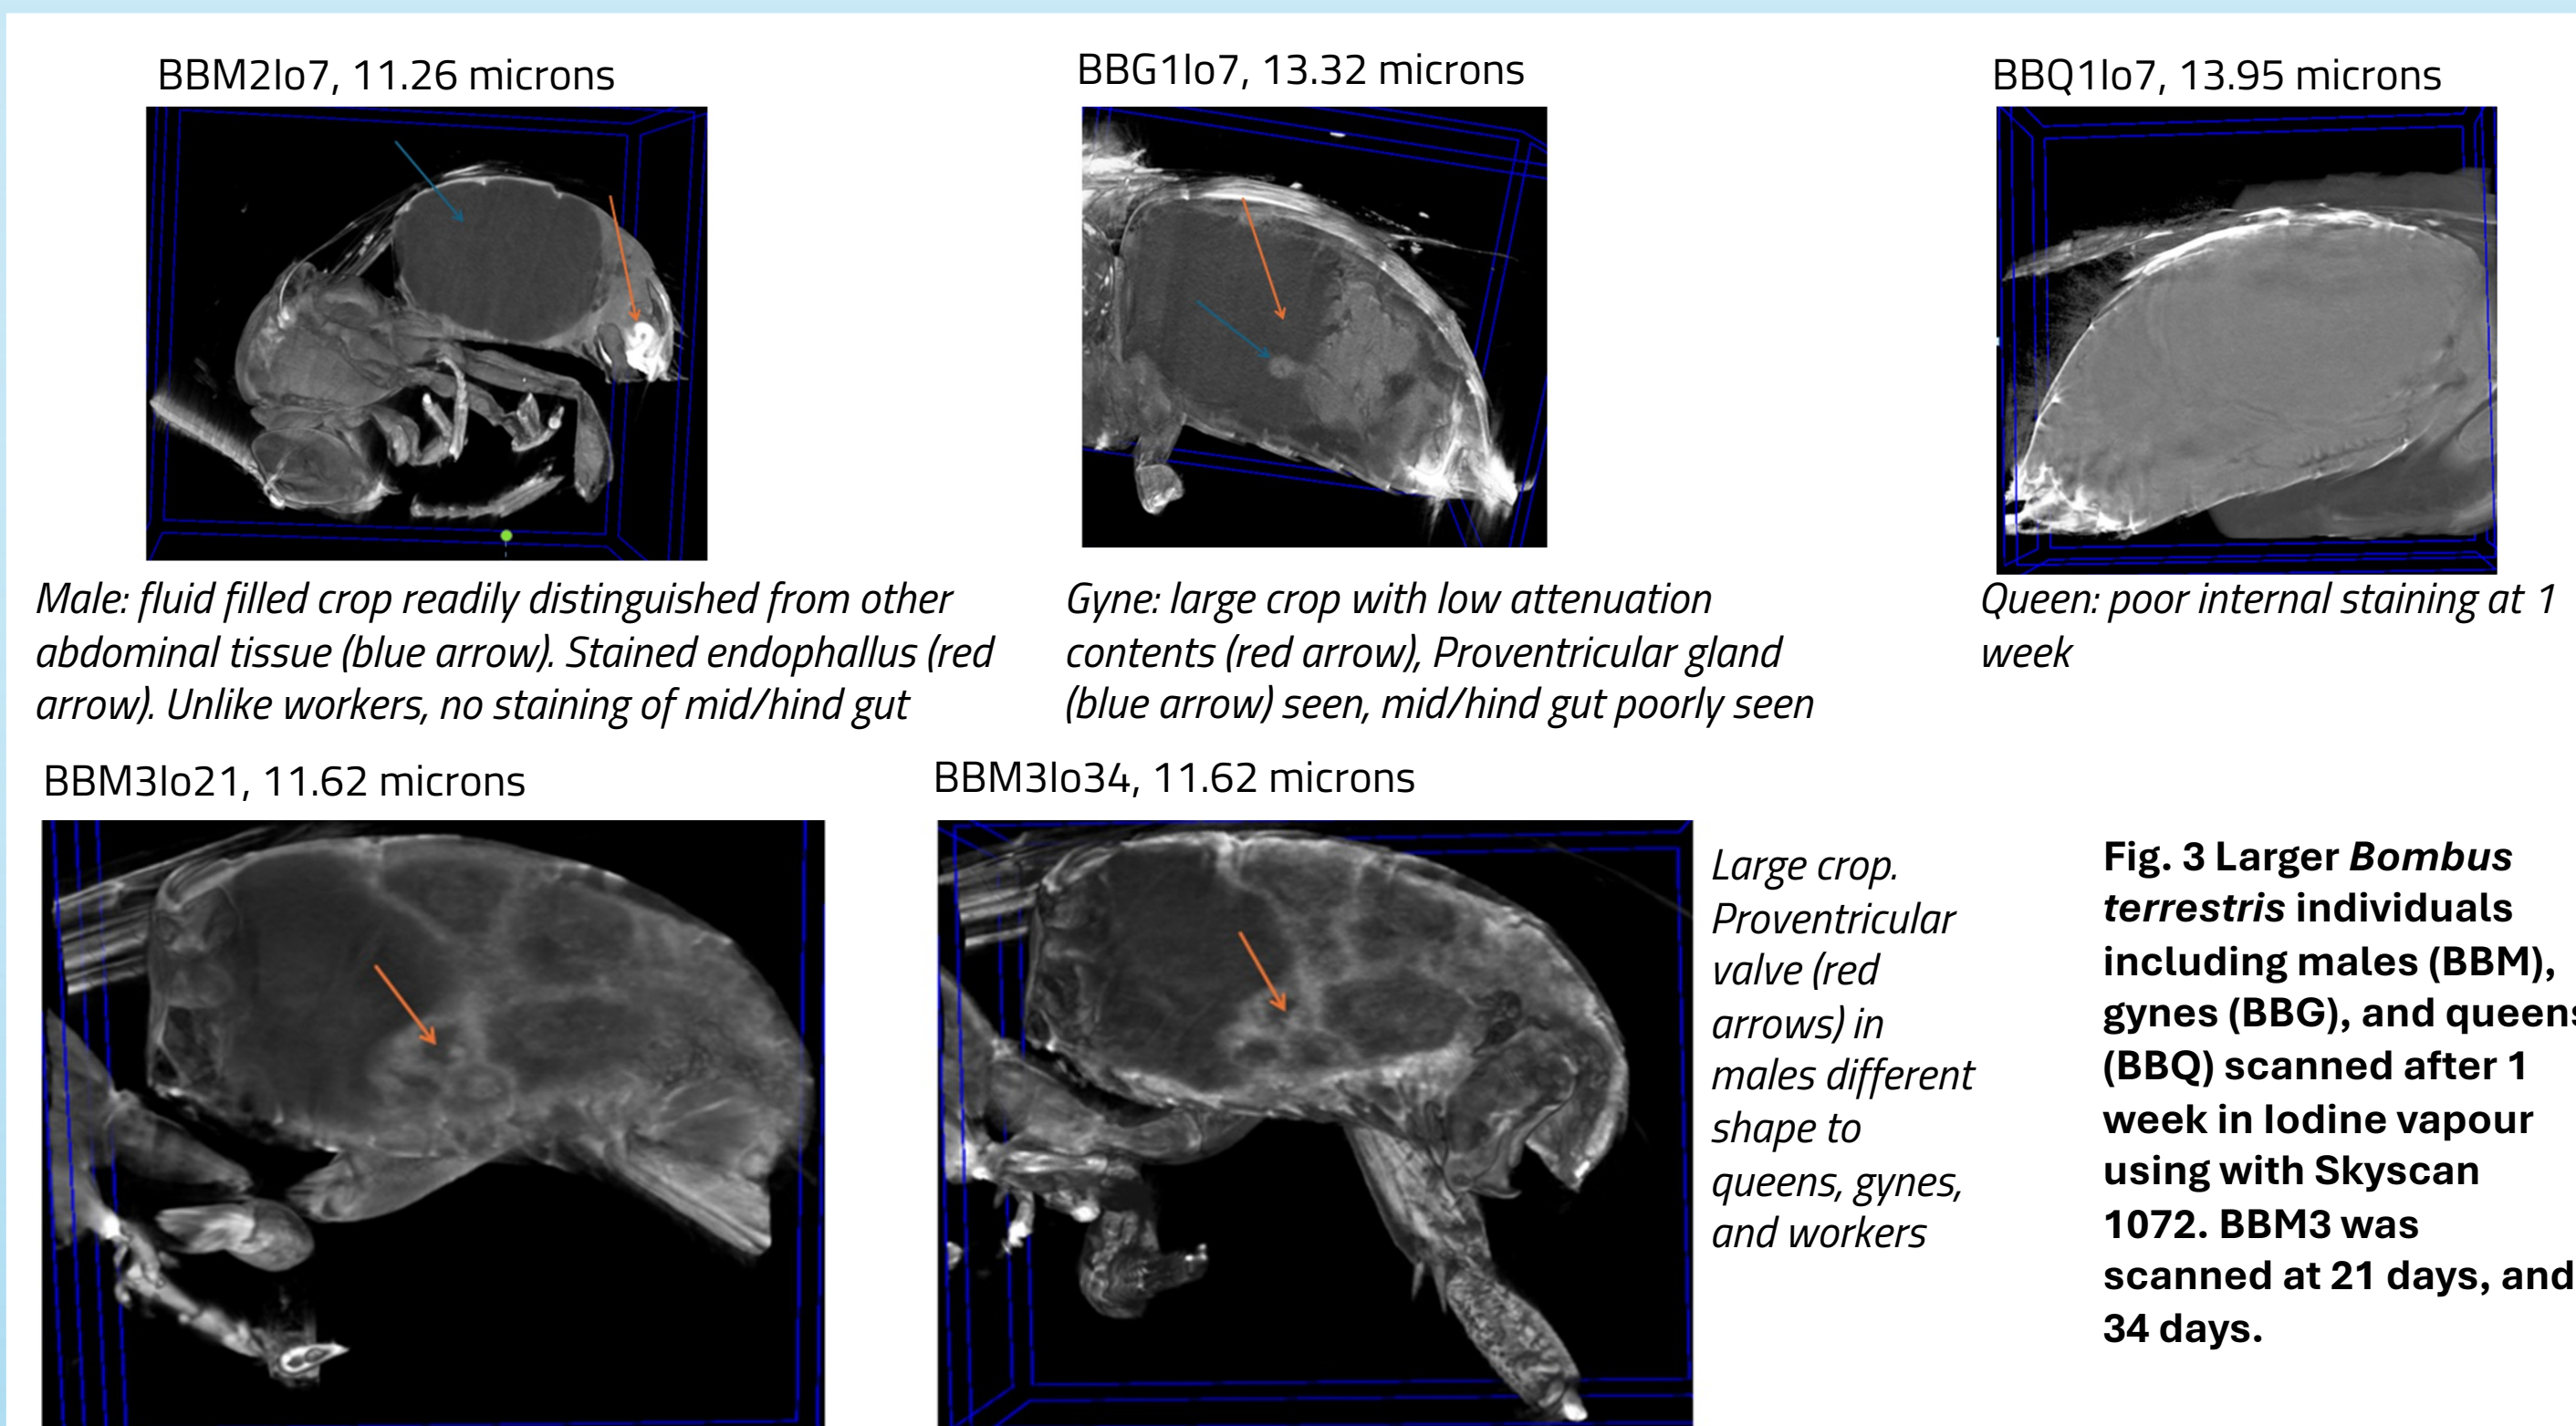 BBM2Io7, 11.26 microns
BBG1Io7, 13.32 microns
BBQ1Io7, 13.95 microns
Male: fluid filled crop readily distinguished from other
abdominal tissue (blue arrow). Stained endophallus (red
arrow). Unlike workers, no staining of mid/hind gut
Gyne: large crop with low attenuation
contents (red arrow), Proventricular gland
(blue arrow) seen, mid/hind gut poorly seen
Queen: poor internal staining at 1
week
BBM3Io21, 11.62 microns
BBM3Io34, 11.62 microns
Large crop.
Proventricular
valve (red
arrows) in
males different
shape to
queens, gynes,
and workers
Fig. 3 Larger Bombus
terrestris individuals
including males (BBM),
gynes (BBG), and queens
(BBQ) scanned after 1
week in Iodine vapour
using with Skyscan
1072. BBM3 was
scanned at 21 days, and
34 days.